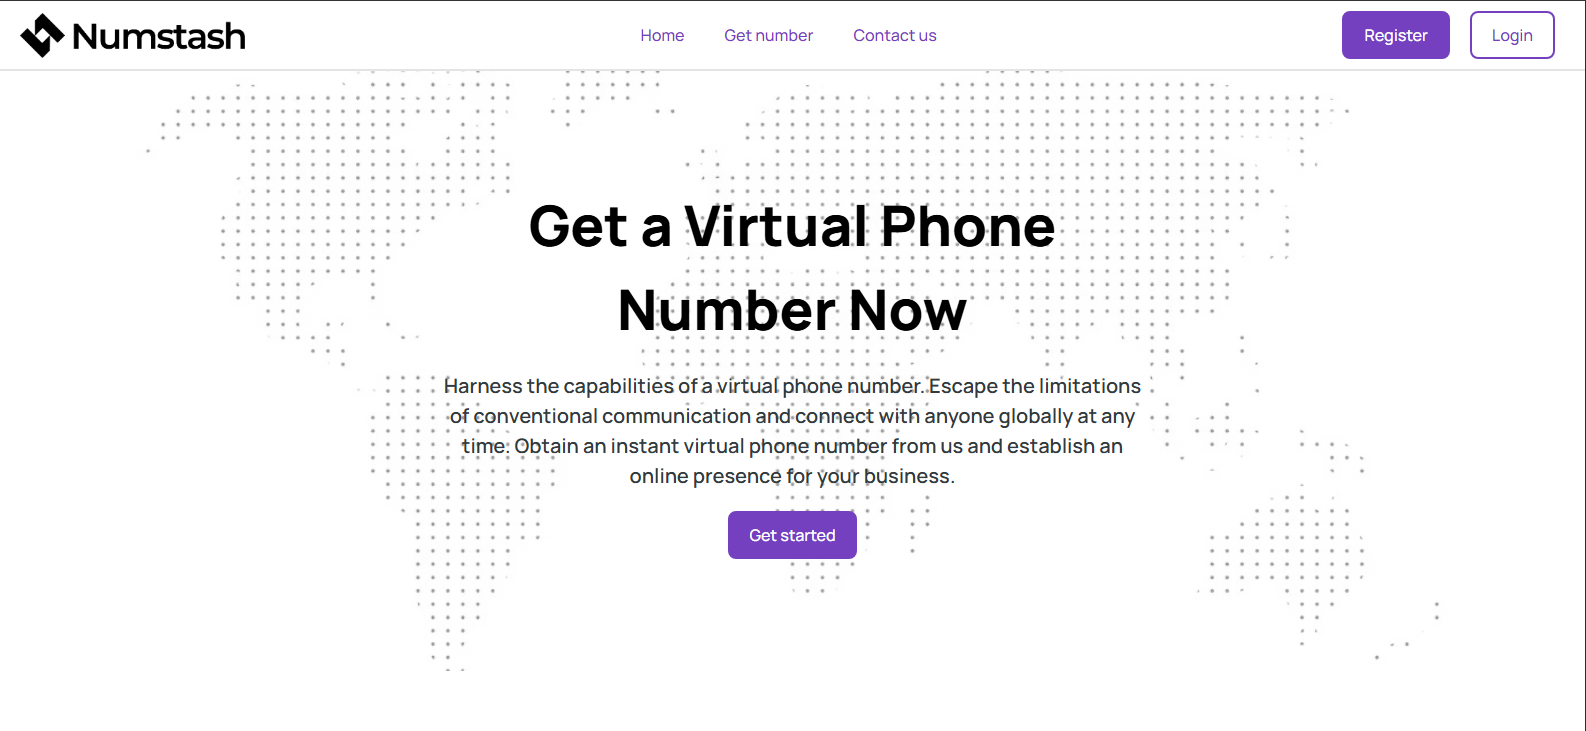 Numstash
Home
Get number
Contact us
Register
Login
Get a Virtual Phone
Number Now
Harness the capabilities of a virtual phone number. Escape the limitations
of conventional communication and connect with anyone globally at any
time. Obtain an instant virtual phone number from us and establish an
online presence for your business.
Get started